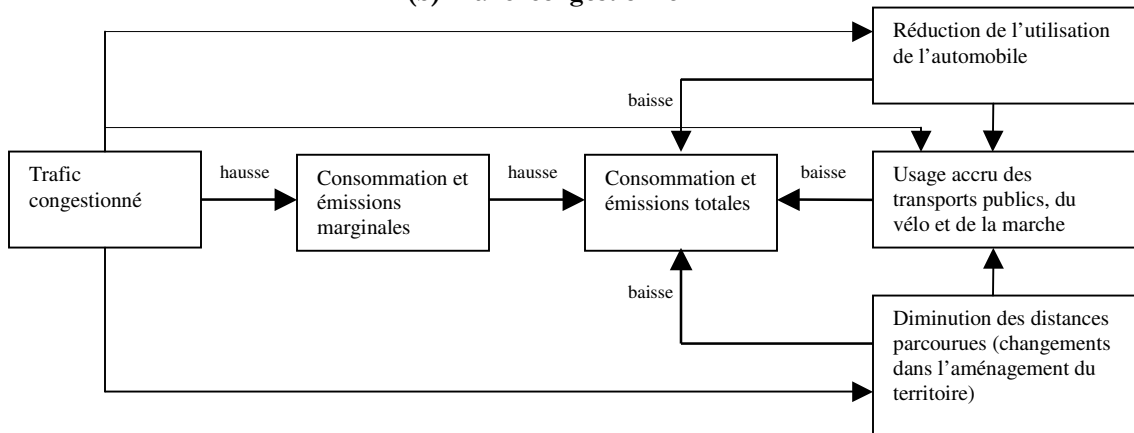 Réduction de l'utilisation
de l'automobile
baisse
Trafic
congestionné
hausse
Consommation et
émissions
marginales
hausse
Consommation et
émissions totales
baisse
Usage accru des
transports publics, du
vélo et de la marche
baisse
Diminution des distances
parcourues (changements
dans l'aménagement du
territoire)